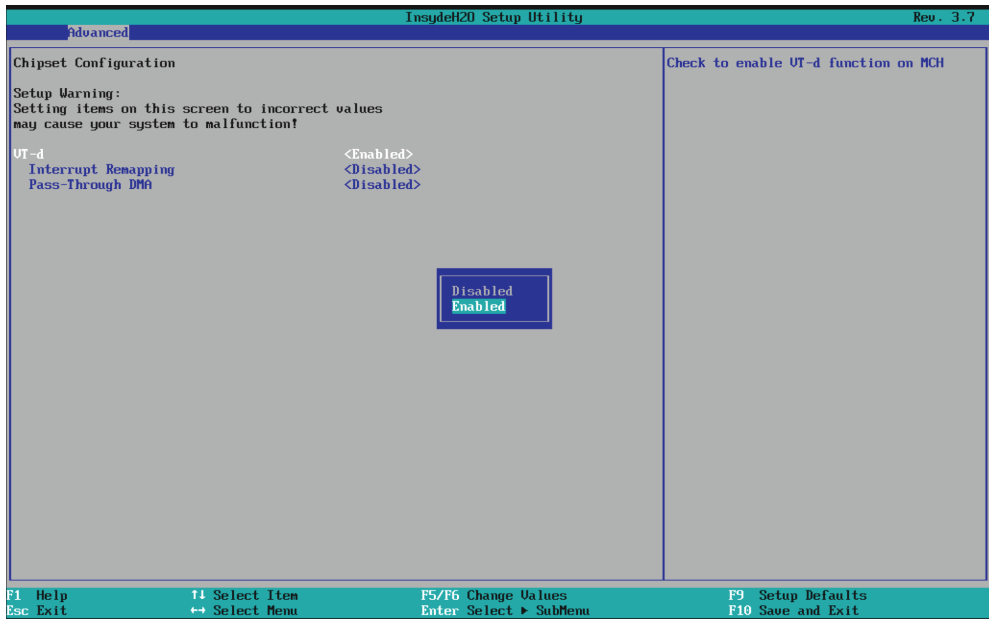 InsydeH2O Setup Utility Rev. 3.7
Advanced
Chipset Configuration
Check to enable VT-d function on MCH
Setup Warning:
Setting items on this screen to incorrect values
may cause your system to malfunction!
VT-d <Enabled>
Interrupt Remapping <Disabled>
Pass-Through DMA <Disabled>
Disabled
Enabled
F1 Help ↑↓ Select Item F5/F6 Change Values F9 Setup Defaults
Esc Exit ↔ Select Menu Enter Select ▶ SubMenu F10 Save and Exit